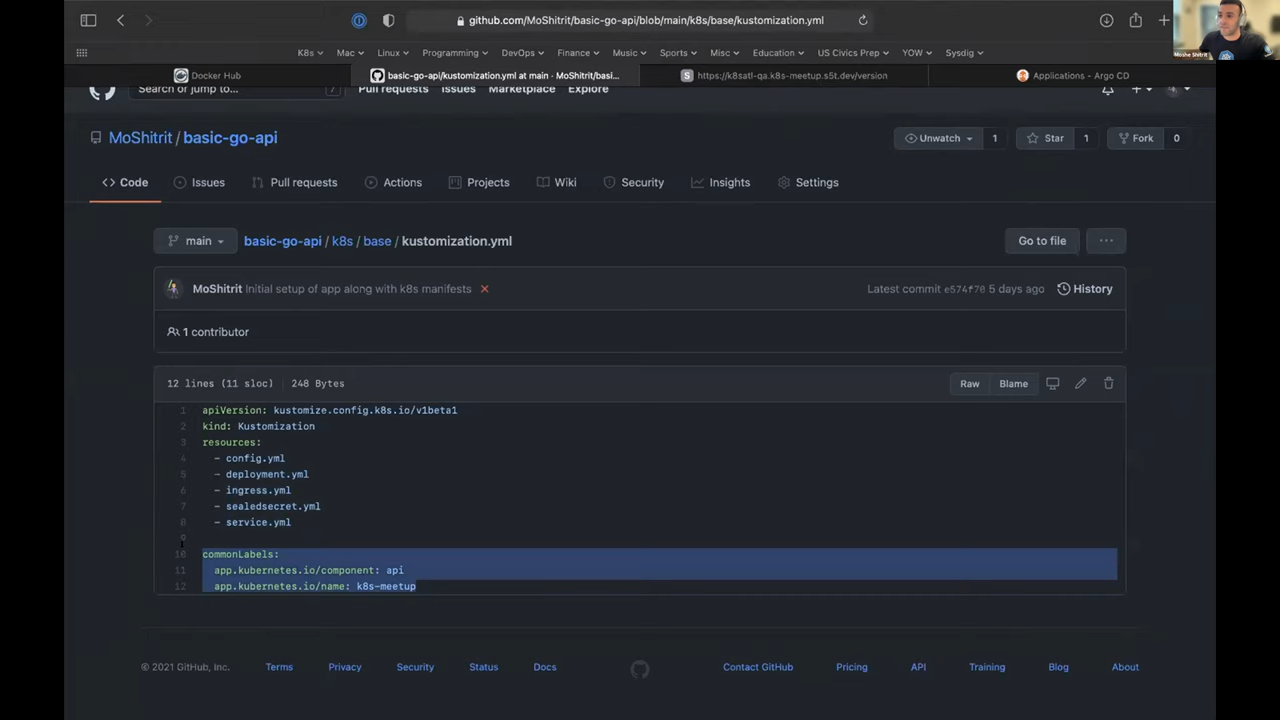 github.com/MoShitrit/basic-go-api/blob/main/k8s/base/kustomization.yml
K8s Mac Linux Programming DevOps Finance Music Sports Misc Education US Civics Prep YOW Sysdig
Docker Hub
basic-go-api/kustomization.yml at main · MoShitrit/basi...
S https://k8satl-qa.k8s-meetup.s5t.dev/version
Applications - Argo CD
Moshe Shitrit
Search or jump to...
/
Pull requests Issues Marketplace Explore
MoShitrit / basic-go-api
Unwatch 1 Star 1 Fork 0
<> Code Issues Pull requests Actions Projects Wiki Security Insights Settings
main basic-go-api / k8s / base / kustomization.yml Go to file ...
MoShitrit Initial setup of app along with k8s manifests Latest commit e574f70 5 days ago History
1 contributor
12 lines (11 sloc) 248 Bytes Raw Blame
1 apiVersion: kustomize.config.k8s.io/v1beta1
2 kind: Kustomization
3 resources:
4 - config.yml
5 - deployment.yml
6 - ingress.yml
7 - sealedsecret.yml
8 - service.yml
9
10 commonLabels:
11 app.kubernetes.io/component: api
12 app.kubernetes.io/name: k8s-meetup
© 2021 GitHub, Inc. Terms Privacy Security Status Docs Contact GitHub Pricing API Training Blog About